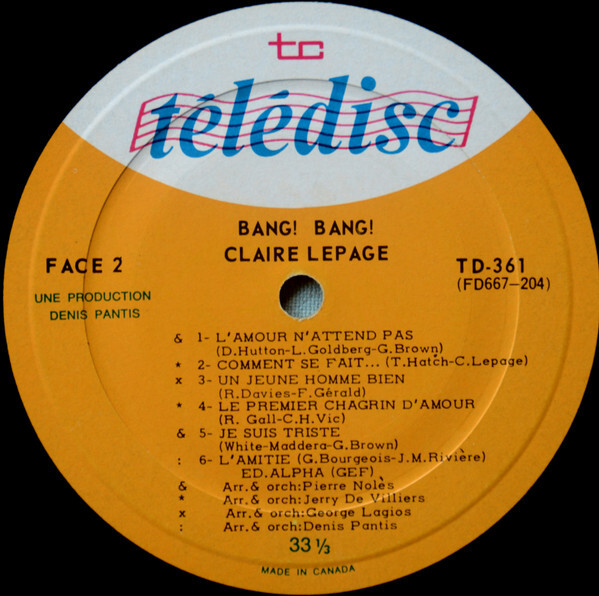 tc
télédisc
BANG! BANG!
CLAIRE LEPAGE
FACE 2
TD-361
(FD667-204)
UNE PRODUCTION
DENIS PANTIS
& 1- L'AMOUR N'ATTEND PAS
(D.Hutton-L.Goldberg-G.Brown)
* 2- COMMENT SE FAIT... (T.Hatch-C.Lepage)
x 3- UN JEUNE HOMME BIEN
(R.Davies-F.Gérald)
* 4- LE PREMIER CHAGRIN D'AMOUR
(R. Gall-C.H.Vic)
& 5- JE SUIS TRISTE
(White-Maddera-G.Brown)
: 6- L'AMITIE (G.Bourgeois-J.M.Rivière)
ED.ALPHA (GEF)
& Arr.& orch:Pierre Nolès
* Arr.& orch:Jerry De Villiers
x Arr.& orch:George Lagios
: Arr.& orch:Denis Pantis
33 ⅓
MADE IN CANADA